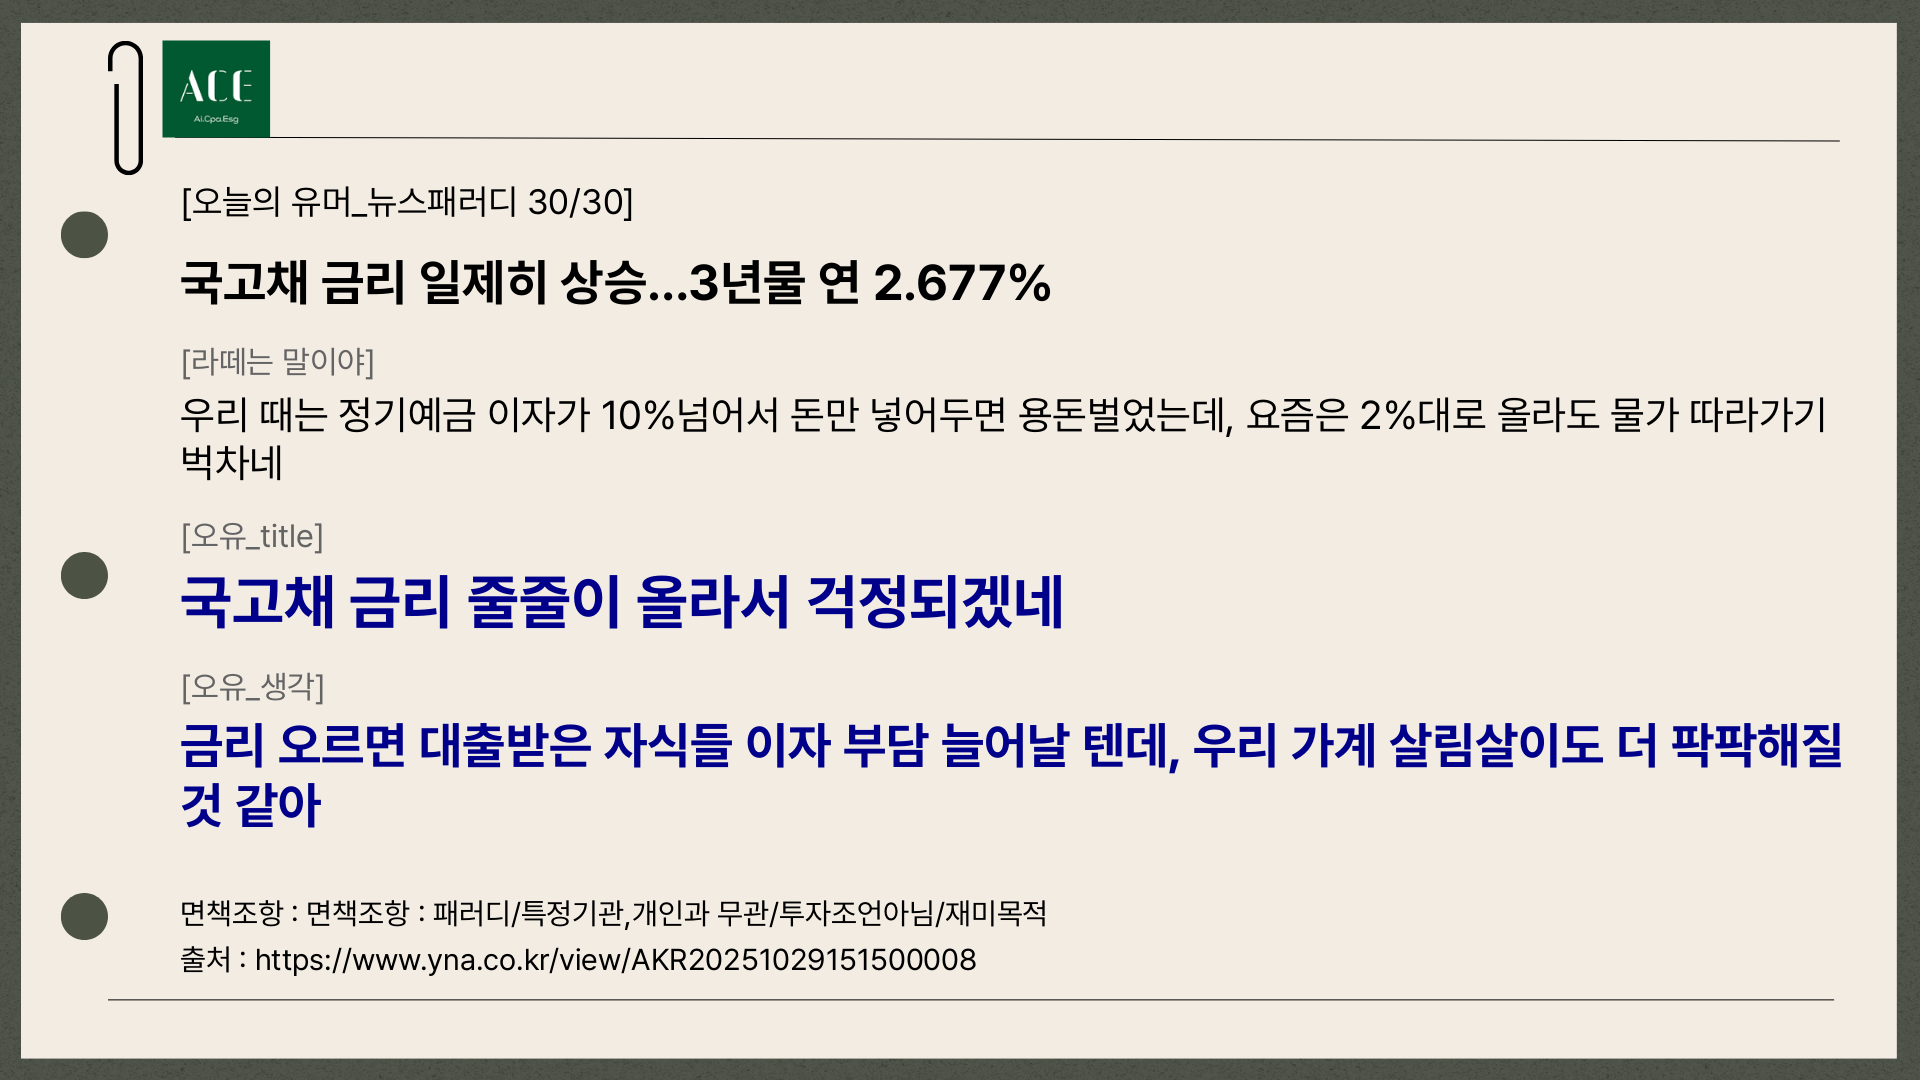 ACE
Ai.Cpa.Esg
[오늘의 유머_뉴스패러디 30/30]
국고채 금리 일제히 상승…3년물 연 2.677%
[라떼는 말이야]
우리 때는 정기예금 이자가 10%넘어서 돈만 넣어두면 용돈벌었는데, 요즘은 2%대로 올라도 물가 따라가기
벅차네
[오유_title]
국고채 금리 줄줄이 올라서 걱정되겠네
[오유_생각]
금리 오르면 대출받은 자식들 이자 부담 늘어날 텐데, 우리 가계 살림살이도 더 팍팍해질
것 같아
면책조항 : 면책조항 : 패러디/특정기관,개인과 무관/투자조언아님/재미목적
출처 : https://www.yna.co.kr/view/AKR20251029151500008